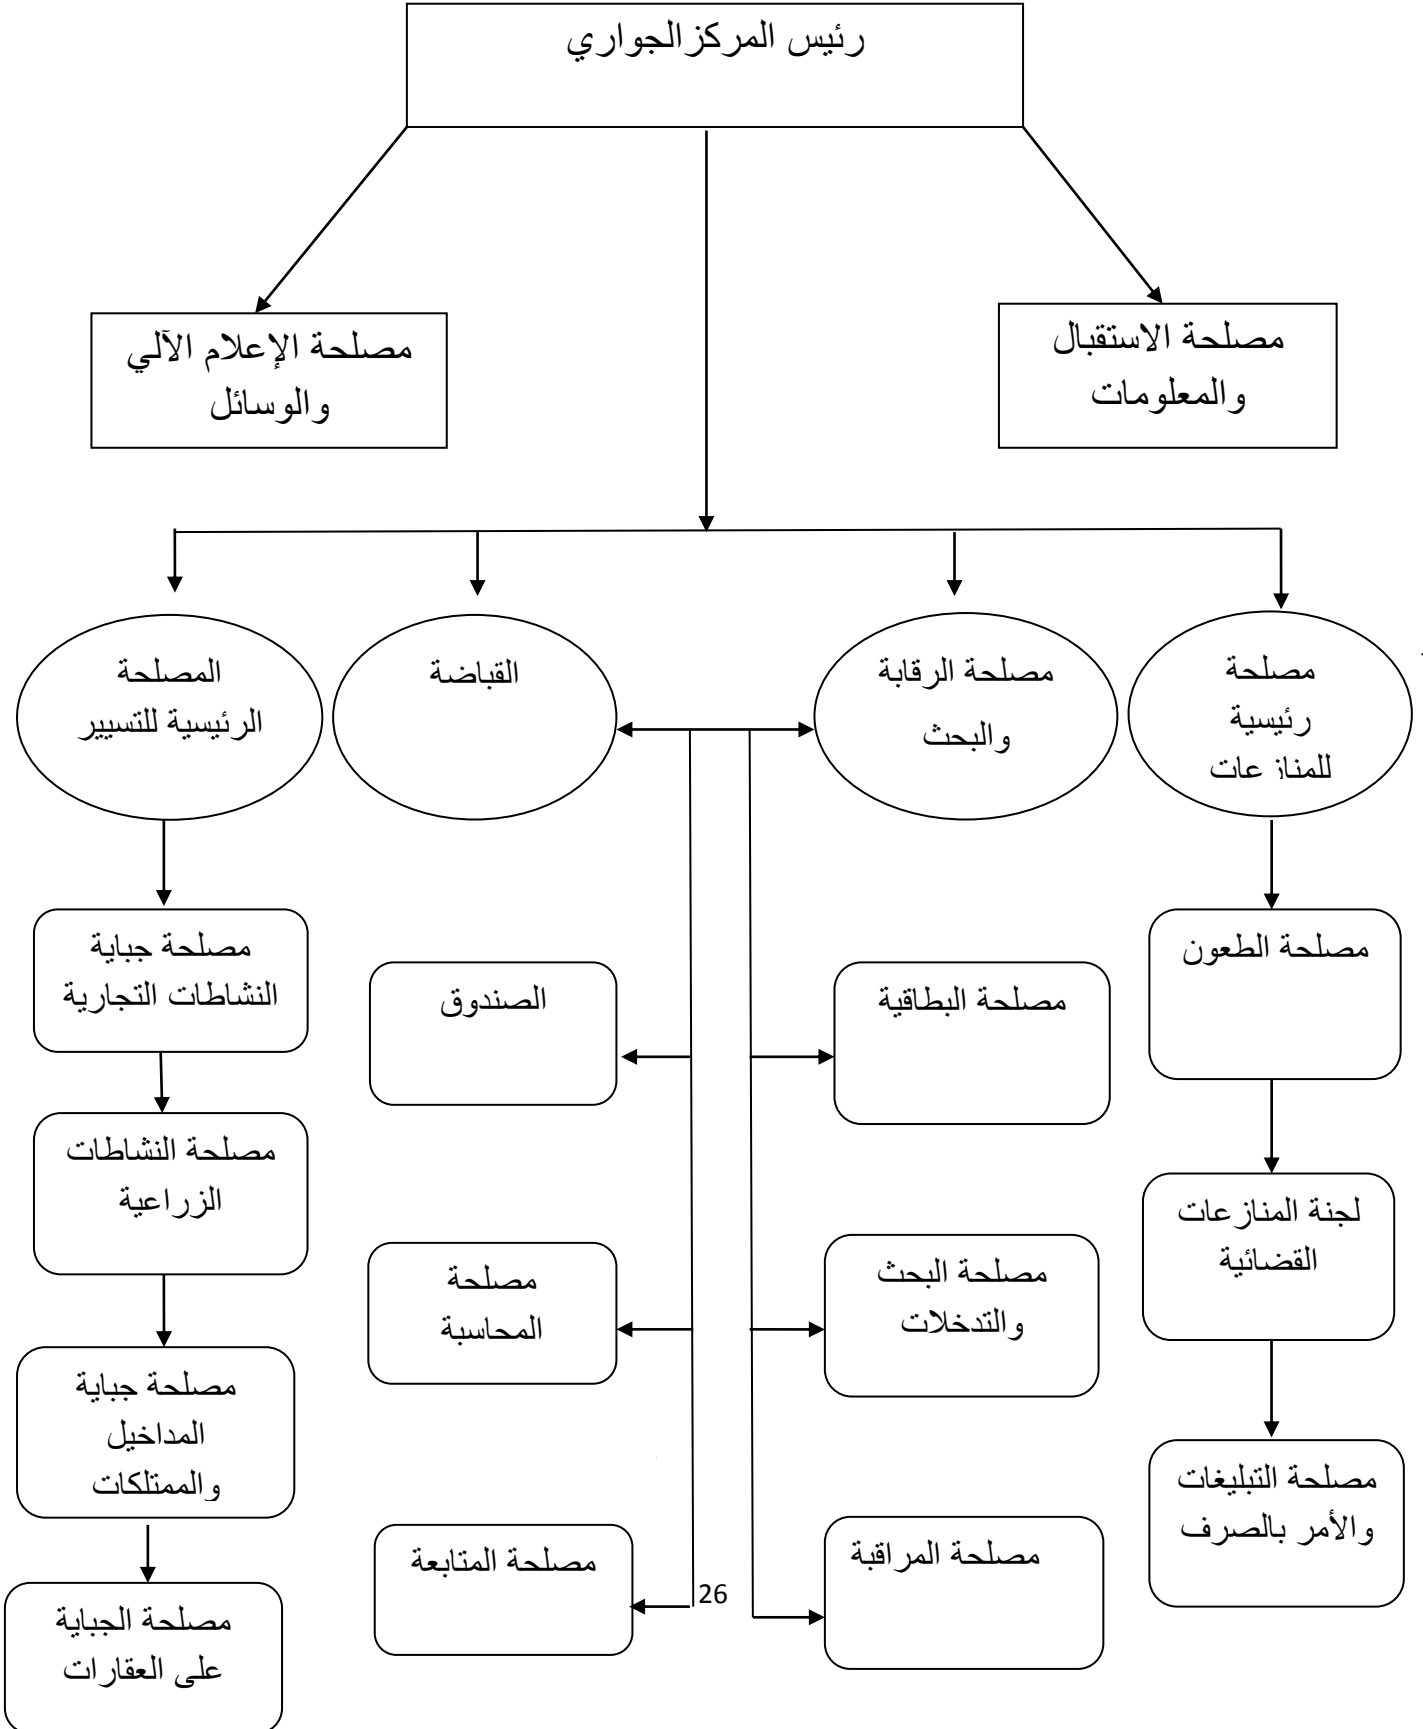 رئيس المركز الجواري
مصلحة الاستقبال
والمعلومات
مصلحة الإعلام الآلي
والوسائل
مصلحة
رئيسية
للمنازعات
مصلحة الرقابة
والبحث
القباضة
المصلحة
الرئيسية للتسيير
مصلحة الطعون
لجنة المنازعات
القضائية
مصلحة التبليغات
والأمر بالصرف
مصلحة البطاقية
مصلحة البحث
والتدخلات
مصلحة المراقبة
الصندوق
مصلحة
المحاسبة
مصلحة المتابعة
مصلحة جباية
النشاطات التجارية
مصلحة النشاطات
الزراعية
مصلحة جباية
المداخيل
والممتلكات
مصلحة الجباية
على العقارات
26